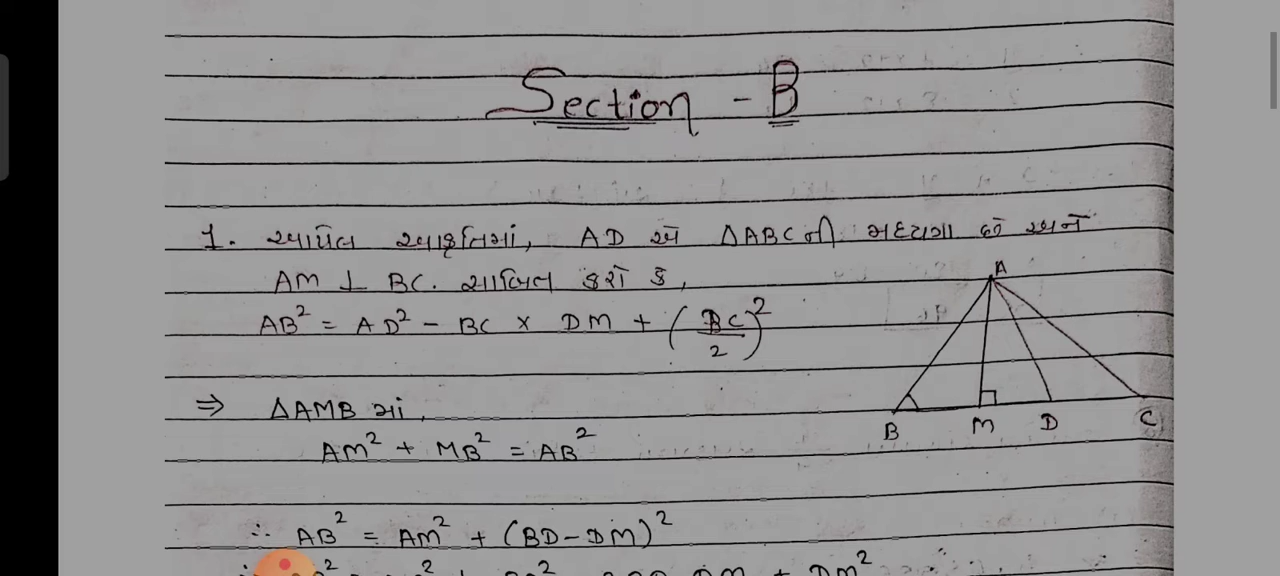 Section - B
1. આપેલ આકૃતિમાં, AD એ ΔABC ની મધ્યગા છે અને
AM ⊥ BC. સાબિત કરો કે,
AB² = AD² - BC × DM + (BC/2)²
A
B M D C
⇒ ΔAMB માં,
AM² + MB² = AB²
∴ AB² = AM² + (BD - DM)²